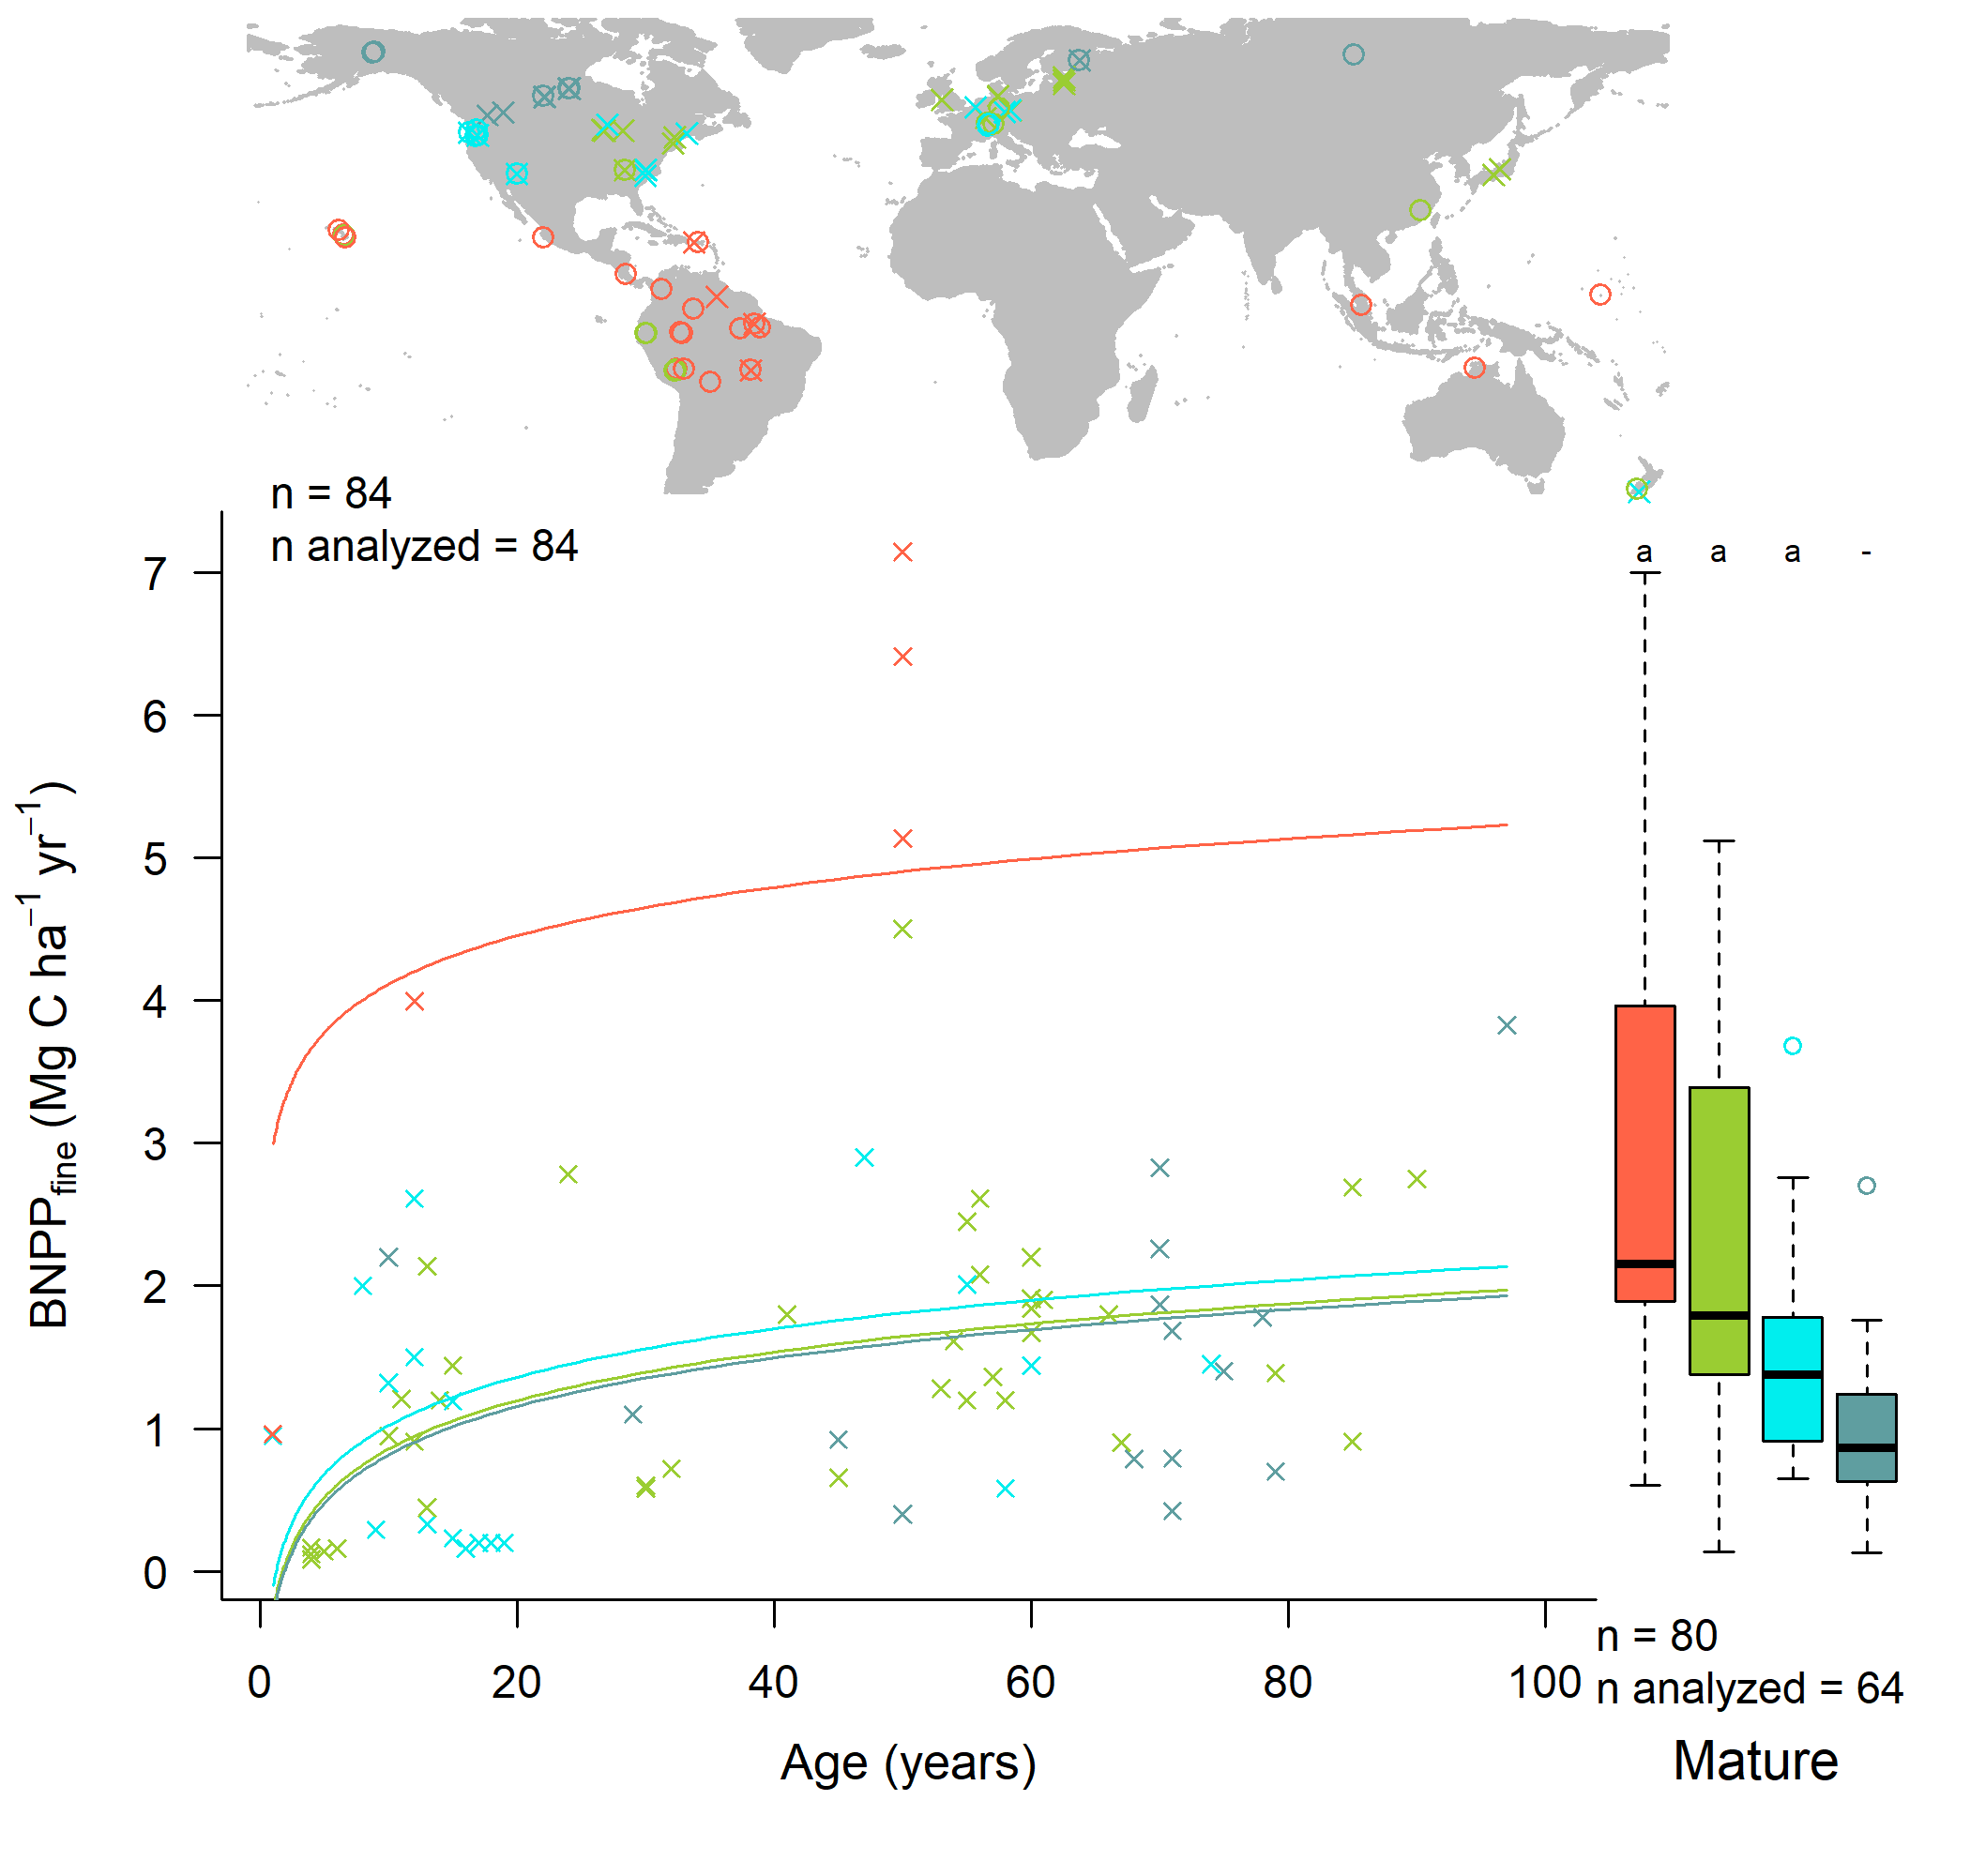 n = 84
n analyzed = 84
a a a -
7
6
5
4
3
2
1
0
BNPPfine (Mg C ha−1 yr−1)
0 20 40 60 80 100
n = 80
n analyzed = 64
Age (years)
Mature